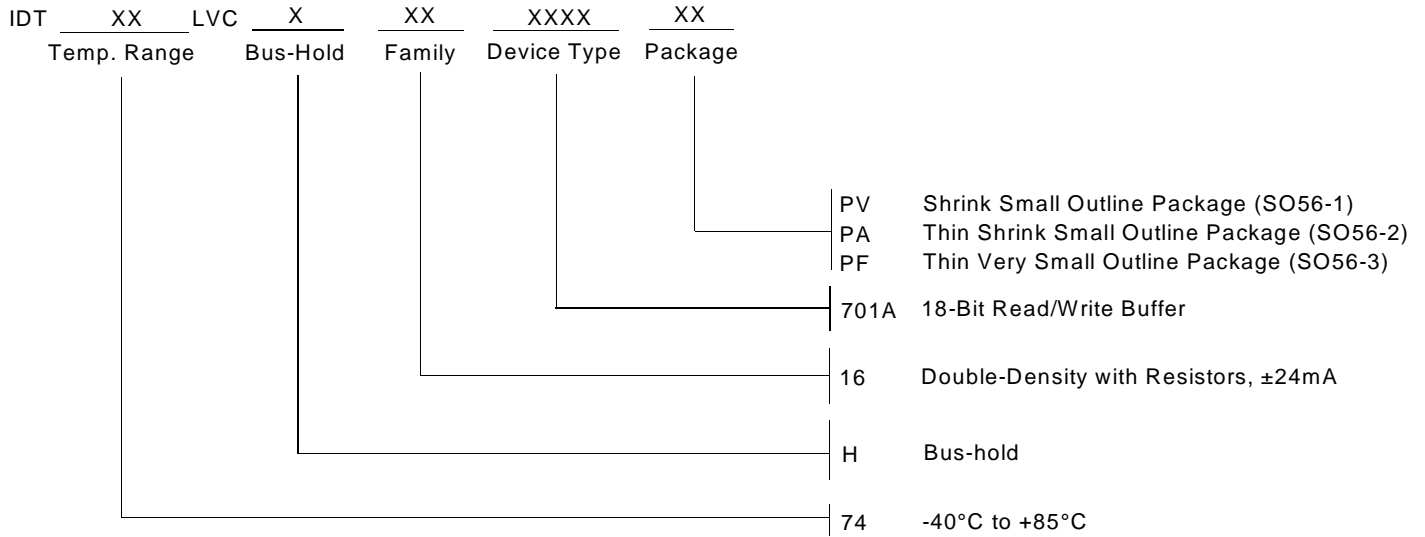 IDT XX LVC X XX XXXX XX
Temp. Range Bus-Hold Family Device Type Package
PV Shrink Small Outline Package (SO56-1)
PA Thin Shrink Small Outline Package (SO56-2)
PF Thin Very Small Outline Package (SO56-3)
701A 18-Bit Read/Write Buffer
16 Double-Density with Resistors, ±24mA
H Bus-hold
74 -40°C to +85°C